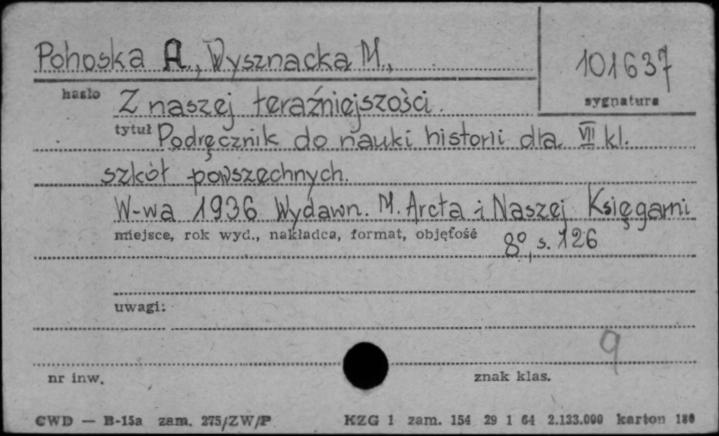 Pohoska A., Wysznacka M.,
101637
hasło
sygnatura
Z naszej teraźniejszości.
tytuł Podręcznik do nauki historii dla VII kl.
szkół powszechnych.
W-wa 1936 Wydawn. M. Arcta i Naszej Księgarni
miejsce, rok wyd., nakładca, format, objętość 8°, s. 126
uwagi:
9
nr inw.
znak klas.
CWD — B-15a zam. 275/ZW/P KZG 1 zam. 154 29 1 64 2.133.000 karton 180